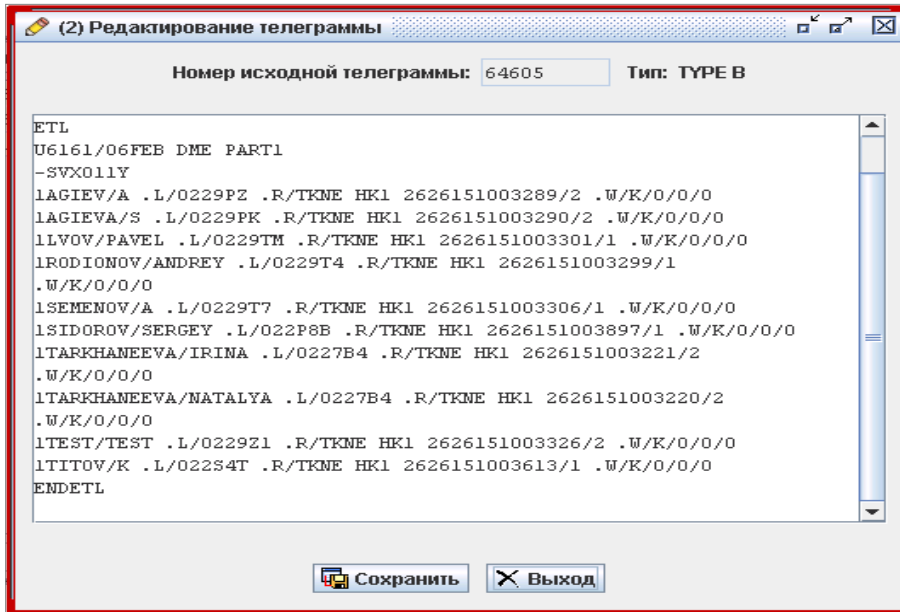 (2) Редактирование телеграммы
Номер исходной телеграммы: 64605 Тип: TYPE B
ETL
U6161/06FEB DME PART1
-SVX011Y
1AGIEV/A .L/0229PZ .R/TKNE HK1 2626151003289/2 .W/K/0/0/0
1AGIEVA/S .L/0229PK .R/TKNE HK1 2626151003290/2 .W/K/0/0/0
1LVOV/PAVEL .L/0229TM .R/TKNE HK1 2626151003301/1 .W/K/0/0/0
1RODIONOV/ANDREY .L/0229T4 .R/TKNE HK1 2626151003299/1
.W/K/0/0/0
1SEMENOV/A .L/0229T7 .R/TKNE HK1 2626151003306/1 .W/K/0/0/0
1SIDOROV/SERGEY .L/022P8B .R/TKNE HK1 2626151003897/1 .W/K/0/0/0
1TARKHANEEVA/IRINA .L/0227B4 .R/TKNE HK1 2626151003221/2
.W/K/0/0/0
1TARKHANEEVA/NATALYA .L/0227B4 .R/TKNE HK1 2626151003220/2
.W/K/0/0/0
1TEST/TEST .L/0229Z1 .R/TKNE HK1 2626151003326/2 .W/K/0/0/0
1TITOV/K .L/022S4T .R/TKNE HK1 2626151003613/1 .W/K/0/0/0
ENDETL
Сохранить Выход